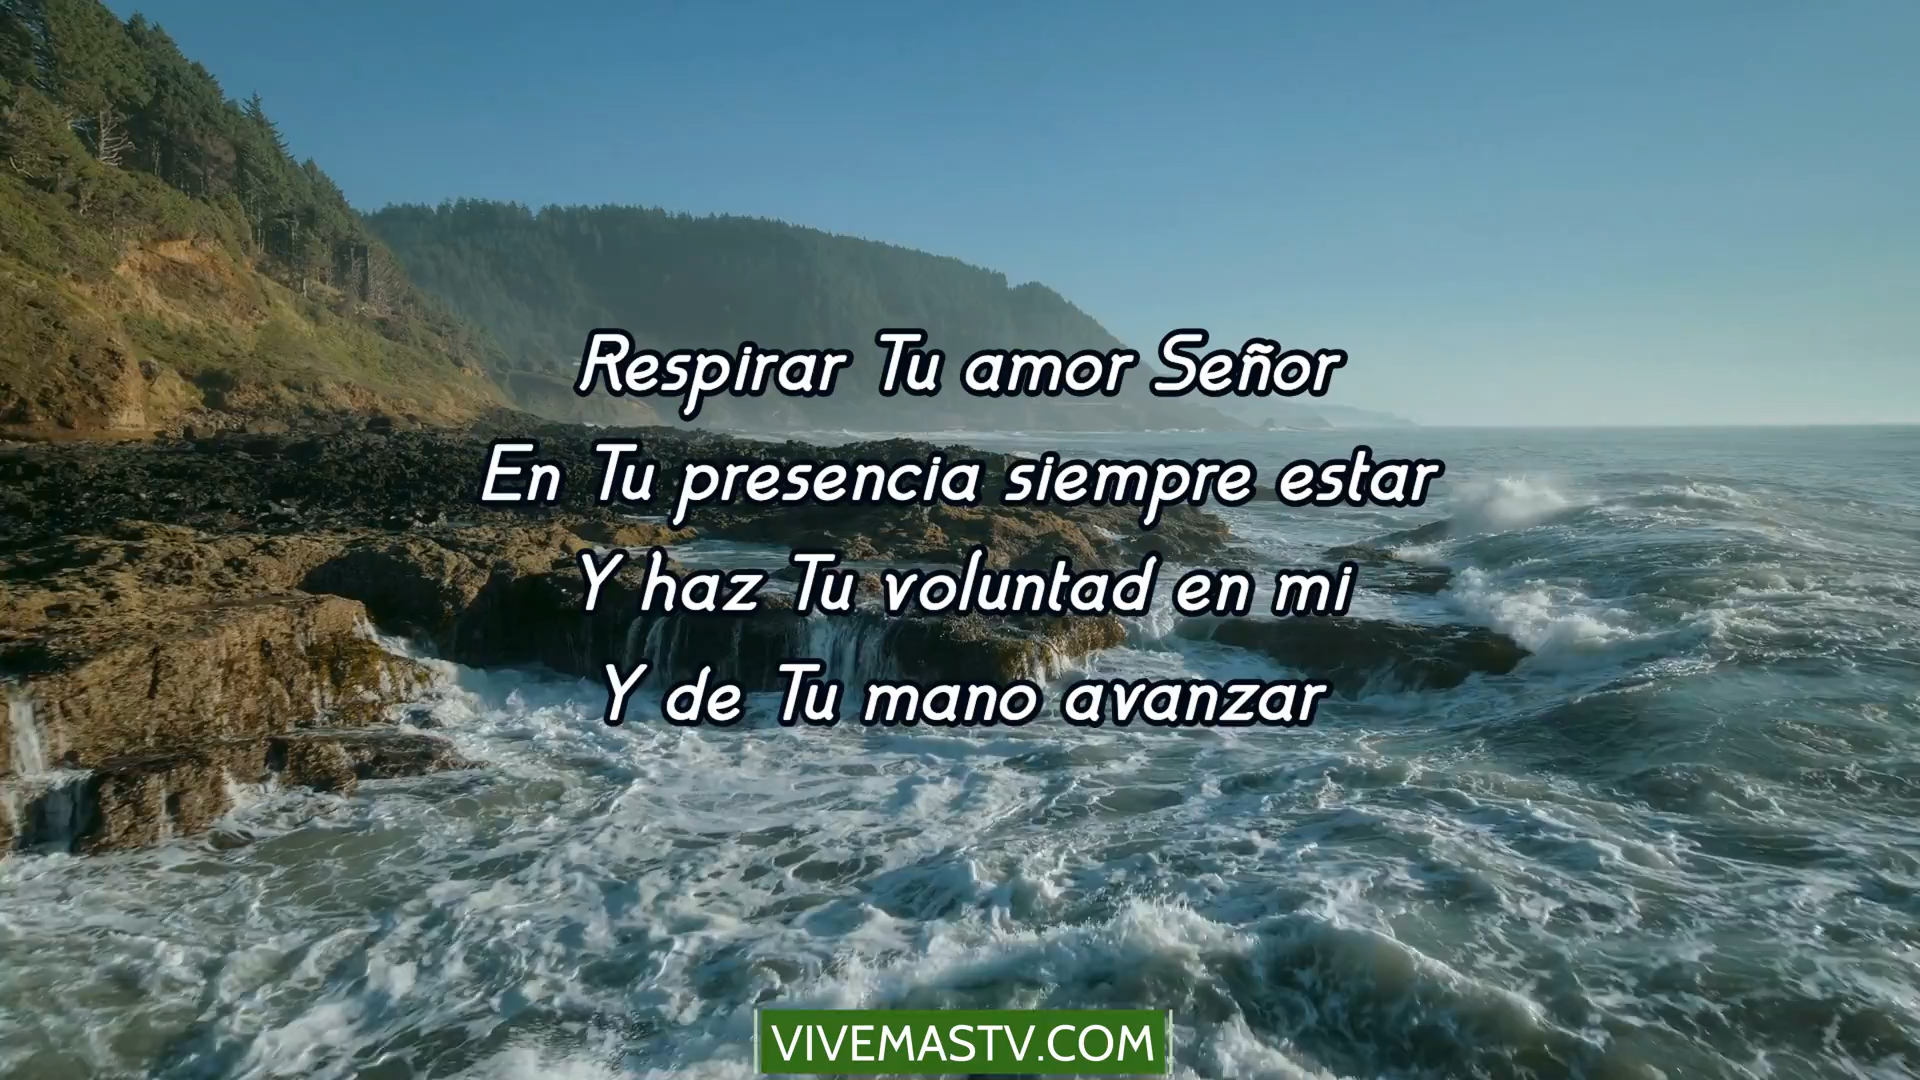 Respirar Tu amor Señor
En Tu presencia siempre estar
Y haz Tu voluntad en mi
Y de Tu mano avanzar
VIVEMASTV.COM